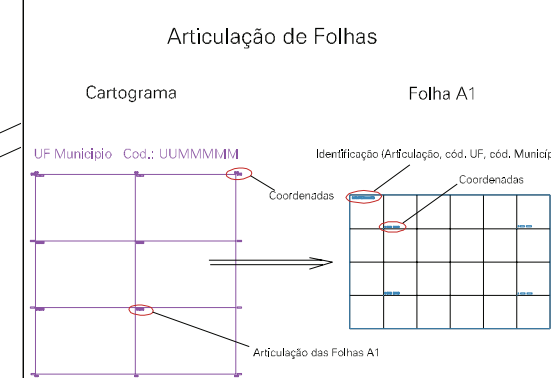 Articulação de Folhas
Cartograma
Folha A1
UF Municipio Cod.: UUMMMMM
Identificação (Articulação, cód. UF, cód. Municíp
Coordenadas
Coordenadas
Articulação das Folhas A1